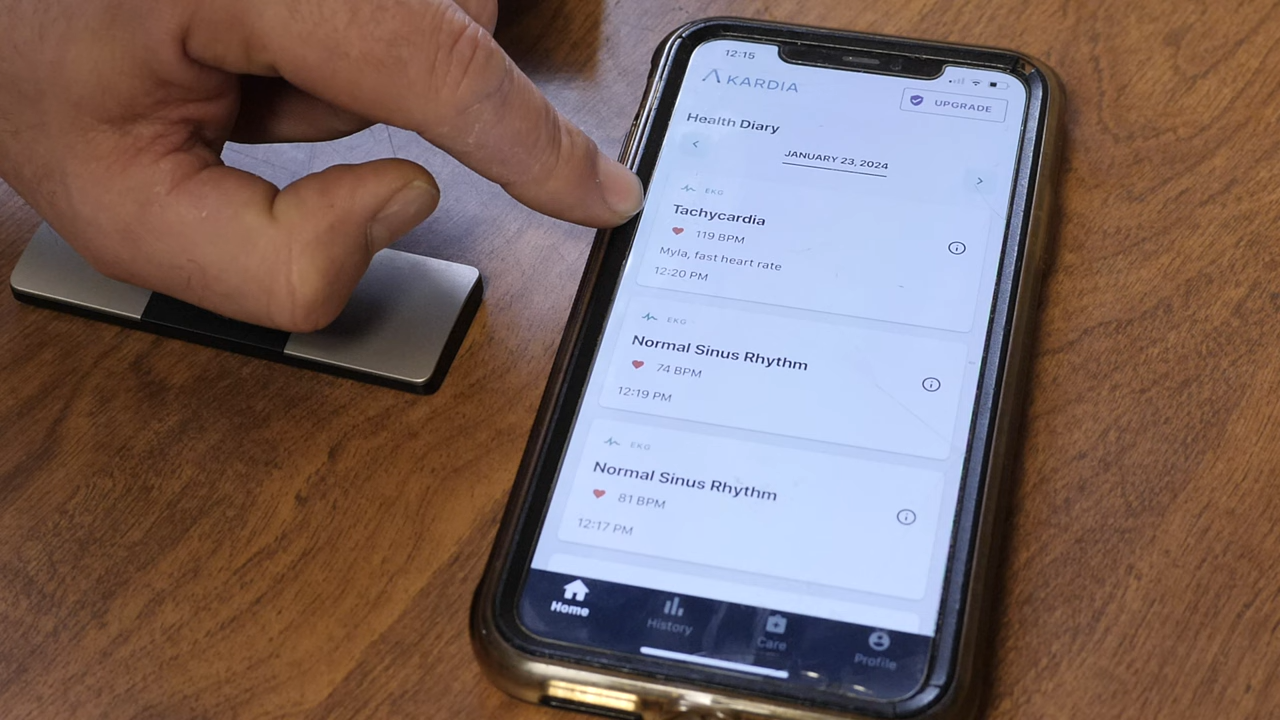 12:15
KARDIA
UPGRADE
Health Diary
JANUARY 23, 2024
EKG
Tachycardia
119 BPM
Myla, fast heart rate
12:20 PM
EKG
Normal Sinus Rhythm
74 BPM
12:19 PM
EKG
Normal Sinus Rhythm
81 BPM
12:17 PM
Home
History
Care
Profile